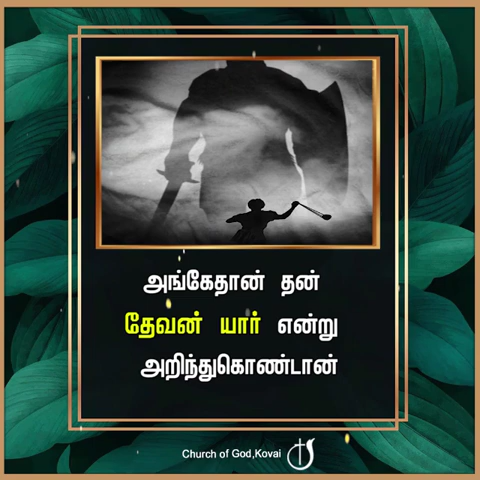 அங்கேதான் தன்
தேவன் யார் என்று
அறிந்துகொண்டான்
Church of God,Kovai